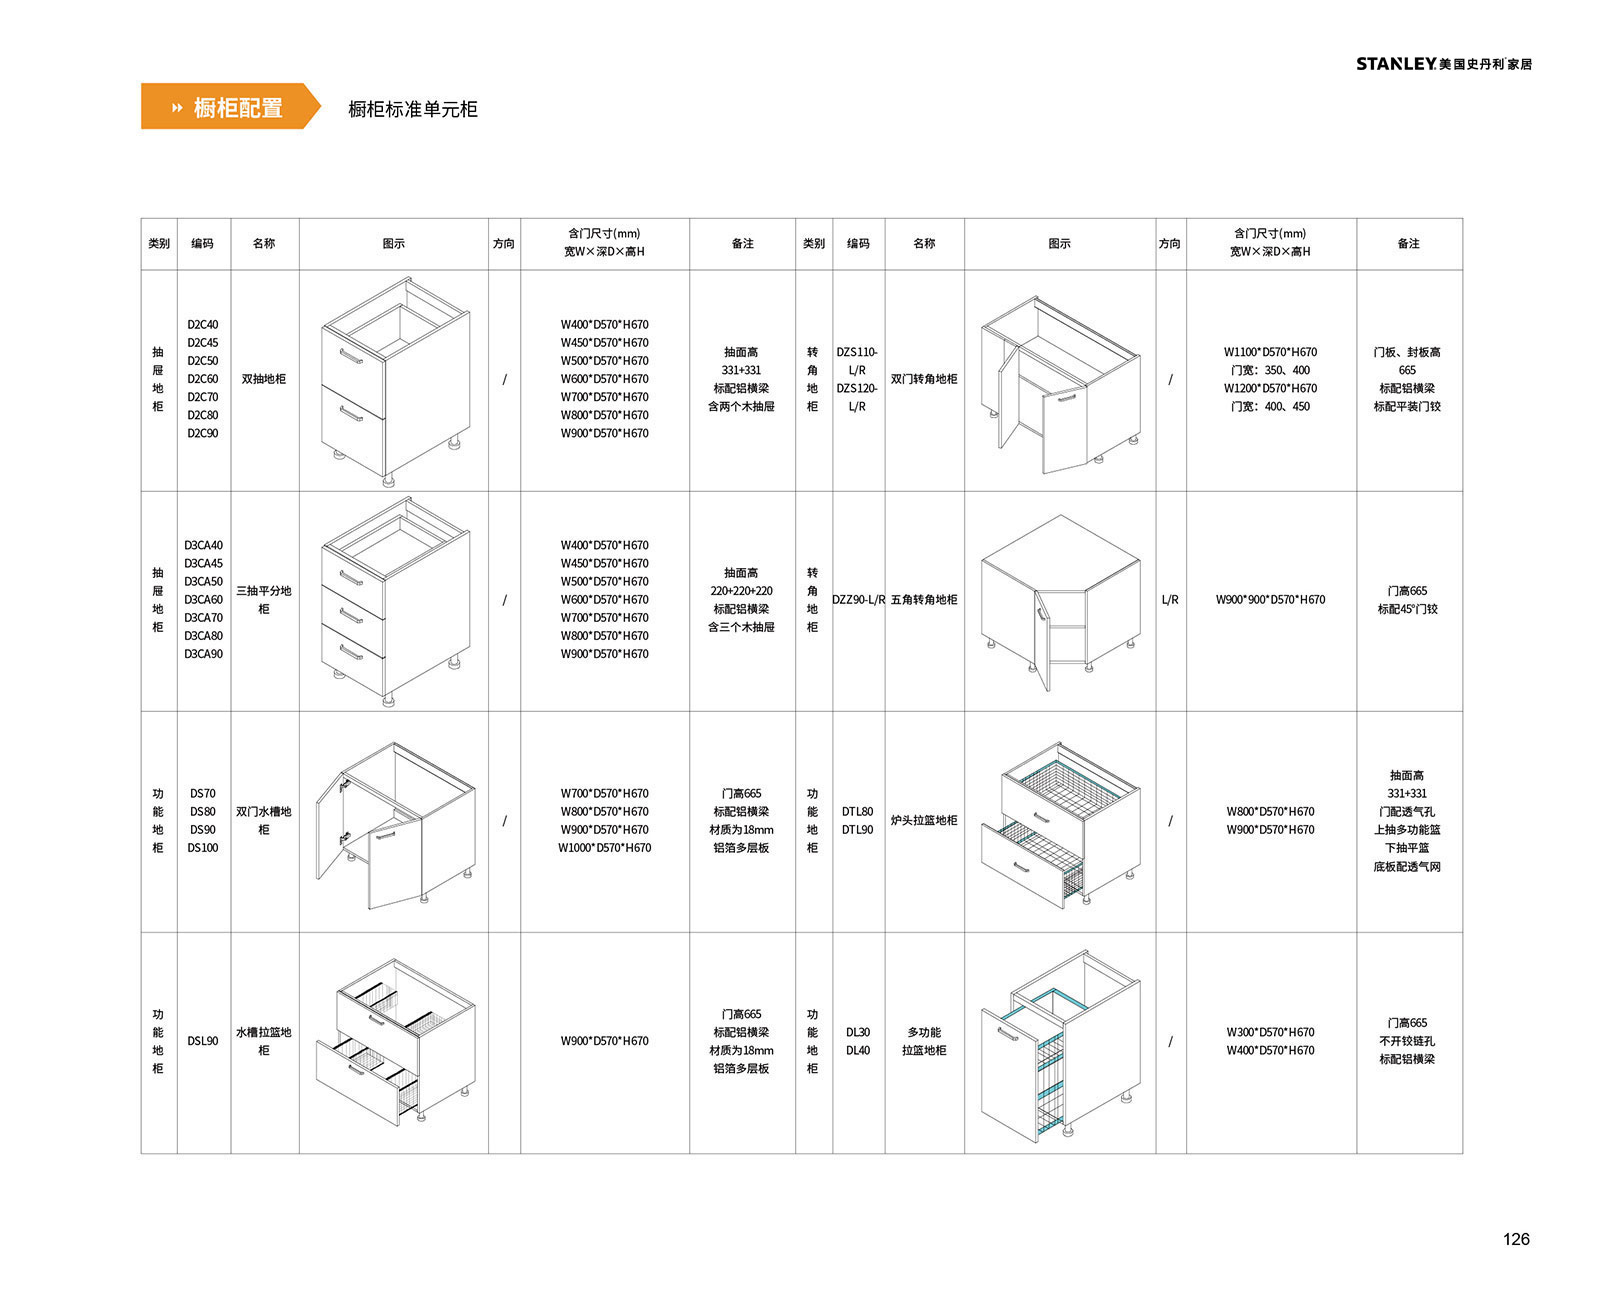 STANLEY. 美国史丹利家居
橱柜配置
橱柜标准单元柜
类别 编码 名称 图示 方向 含门尺寸(mm) 备注 类别 编码 名称 图示 方向 含门尺寸(mm) 备注
宽W×深D×高H 宽W×深D×高H
抽
屉
地
柜
D2C40
D2C45
D2C50
D2C60
D2C70
D2C80
D2C90
双抽地柜
/
W400*D570*H670
W450*D570*H670
W500*D570*H670
W600*D570*H670
W700*D570*H670
W800*D570*H670
W900*D570*H670
抽面高
331+331
标配铝横梁
含两个木抽屉
转
角
地
柜
DZS110-
L/R
DZS120-
L/R
双门转角地柜
/
W1100*D570*H670
门宽：350、400
W1200*D570*H670
门宽：400、450
门板、封板高
665
标配铝横梁
标配平装门铰
抽
屉
地
柜
D3CA40
D3CA45
D3CA50
D3CA60
D3CA70
D3CA80
D3CA90
三抽平分地
柜
/
W400*D570*H670
W450*D570*H670
W500*D570*H670
W600*D570*H670
W700*D570*H670
W800*D570*H670
W900*D570*H670
抽面高
220+220+220
标配铝横梁
含三个木抽屉
转
角
地
柜
DZZ90-L/R
五角转角地柜
L/R
W900*900*D570*H670
门高665
标配45°门铰
功
能
地
柜
DS70
DS80
DS90
DS100
双门水槽地
柜
/
W700*D570*H670
W800*D570*H670
W900*D570*H670
W1000*D570*H670
门高665
标配铝横梁
材质为18mm
铝箔多层板
功
能
地
柜
DTL80
DTL90
炉头拉篮地柜
/
W800*D570*H670
W900*D570*H670
抽面高
331+331
门配透气孔
上抽多功能篮
下抽平篮
底板配透气网
功
能
地
柜
DSL90
水槽拉篮地
柜
W900*D570*H670
门高665
标配铝横梁
材质为18mm
铝箔多层板
功
能
地
柜
DL30
DL40
多功能
拉篮地柜
/
W300*D570*H670
W400*D570*H670
门高665
不开铰链孔
标配铝横梁
126